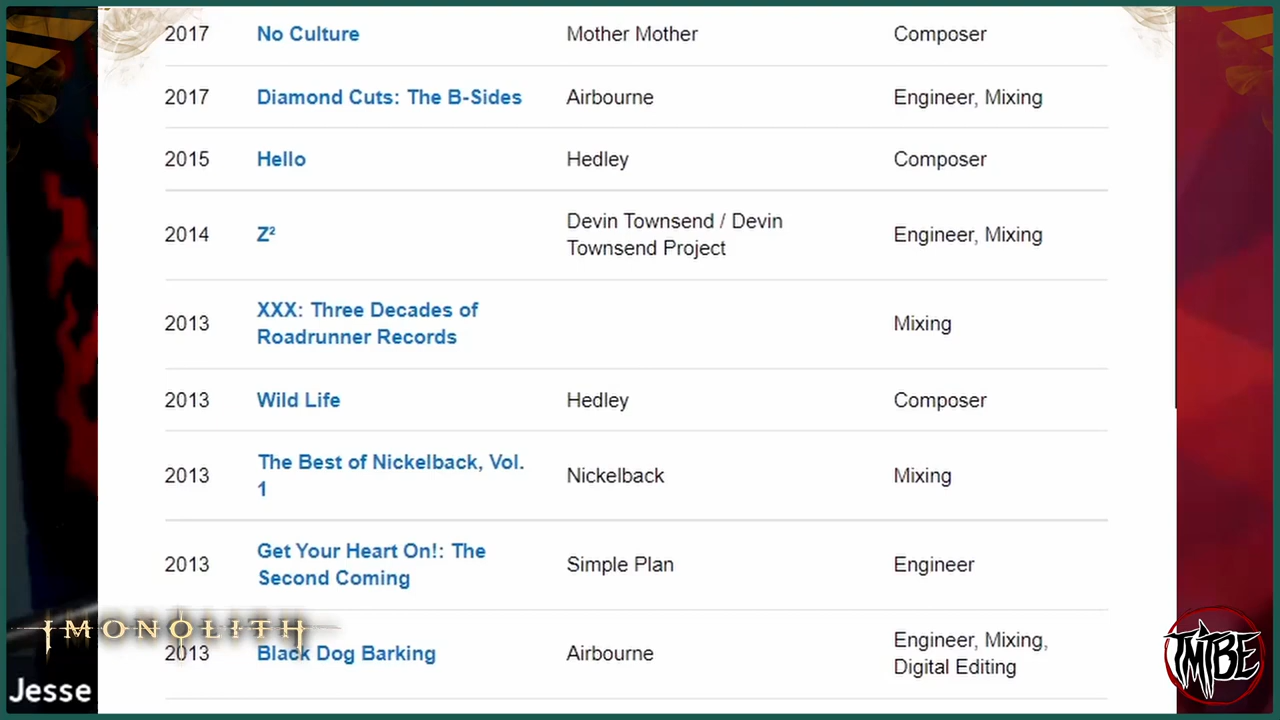 2017 No Culture Mother Mother Composer
2017 Diamond Cuts: The B-Sides Airbourne Engineer, Mixing
2015 Hello Hedley Composer
2014 Z² Devin Townsend / Devin Townsend Project Engineer, Mixing
2013 XXX: Three Decades of Roadrunner Records Mixing
2013 Wild Life Hedley Composer
2013 The Best of Nickelback, Vol. 1 Nickelback Mixing
2013 Get Your Heart On!: The Second Coming Simple Plan Engineer
IMONOLITH
2013 Black Dog Barking Airbourne Engineer, Mixing, Digital Editing
Jesse
TMTBE